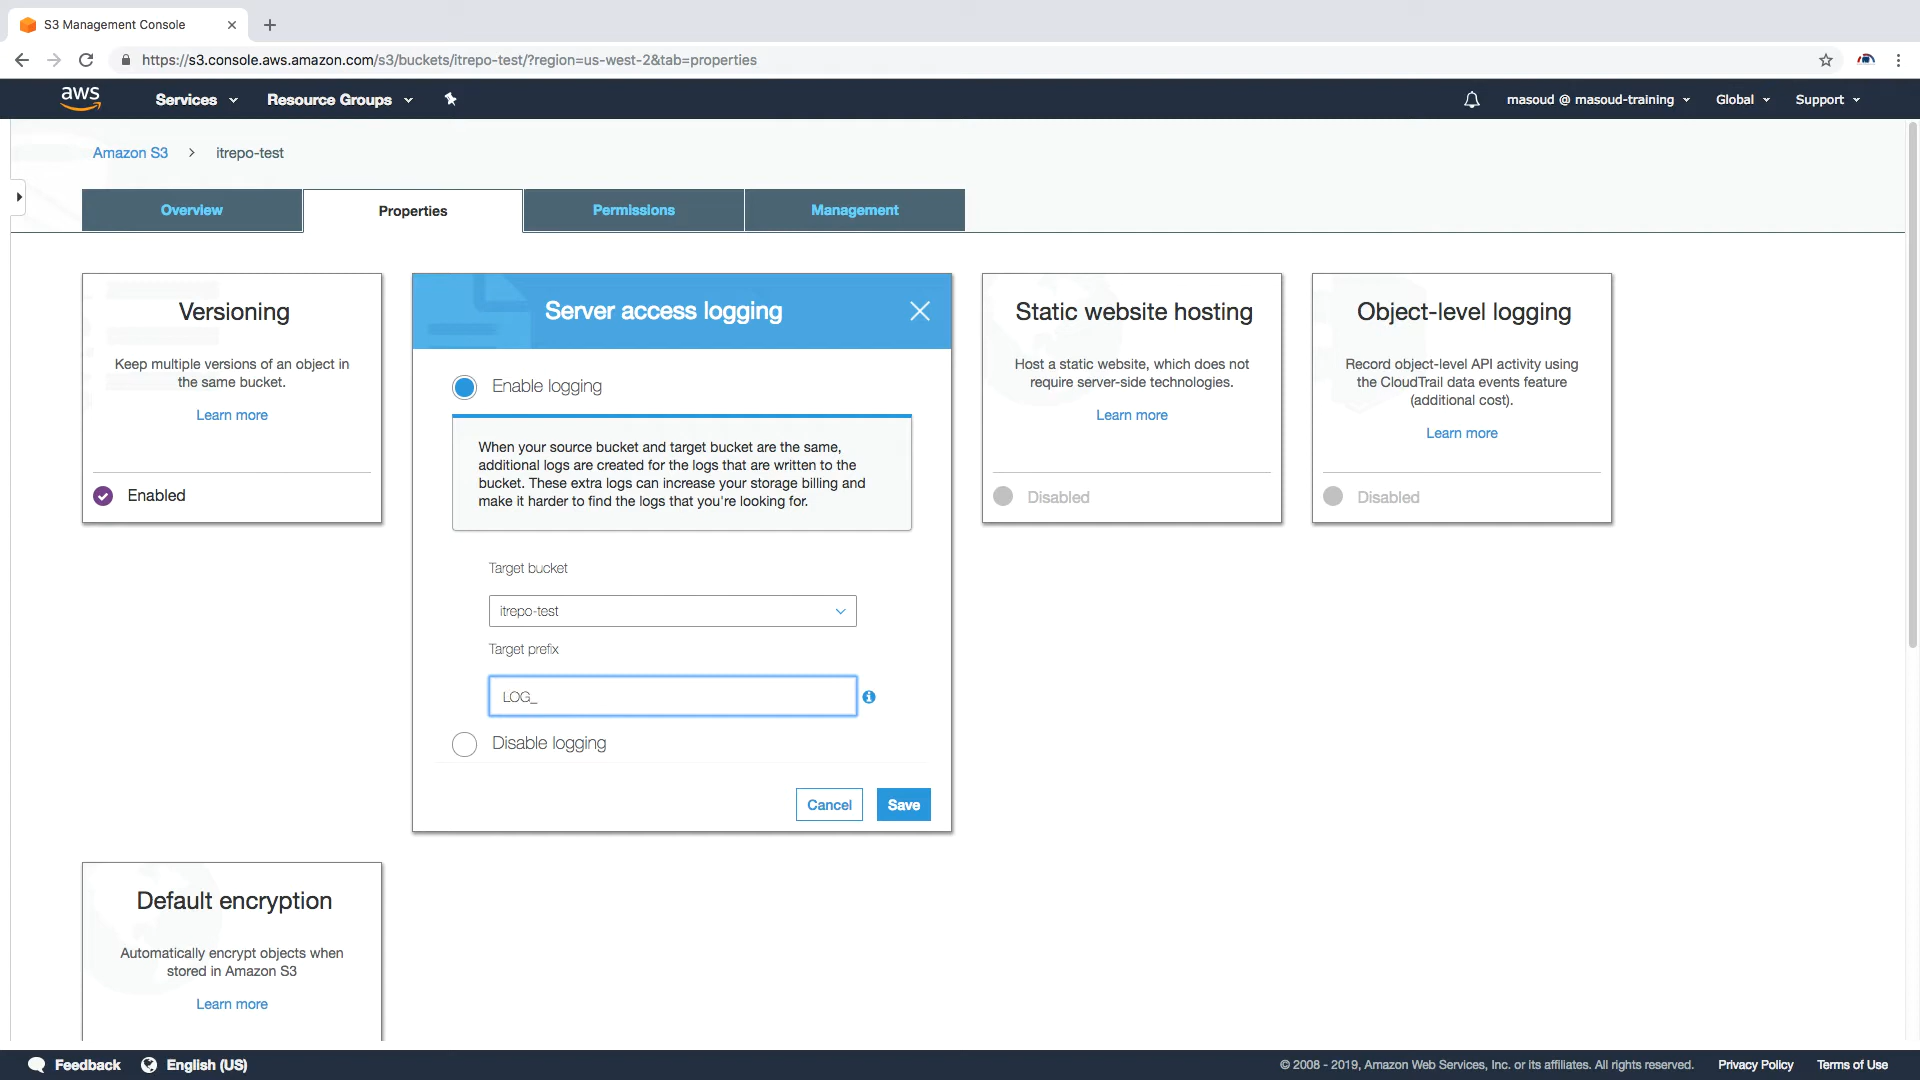 S3 Management Console
https://s3.console.aws.amazon.com/s3/buckets/itrepo-test/?region=us-west-2&tab=properties
aws
Services
Resource Groups
masoud @ masoud-training
Global
Support
Amazon S3 > itrepo-test
Overview
Properties
Permissions
Management
Versioning
Keep multiple versions of an object in
the same bucket.
Learn more
Enabled
Server access logging
Enable logging
When your source bucket and target bucket are the same,
additional logs are created for the logs that are written to the
bucket. These extra logs can increase your storage billing and
make it harder to find the logs that you're looking for.
Target bucket
itrepo-test
Target prefix
LOG_
Disable logging
Cancel
Save
Static website hosting
Host a static website, which does not
require server-side technologies.
Learn more
Disabled
Object-level logging
Record object-level API activity using
the CloudTrail data events feature
(additional cost).
Learn more
Disabled
Default encryption
Automatically encrypt objects when
stored in Amazon S3
Learn more
Feedback
English (US)
© 2008 - 2019, Amazon Web Services, Inc. or its affiliates. All rights reserved.
Privacy Policy
Terms of Use